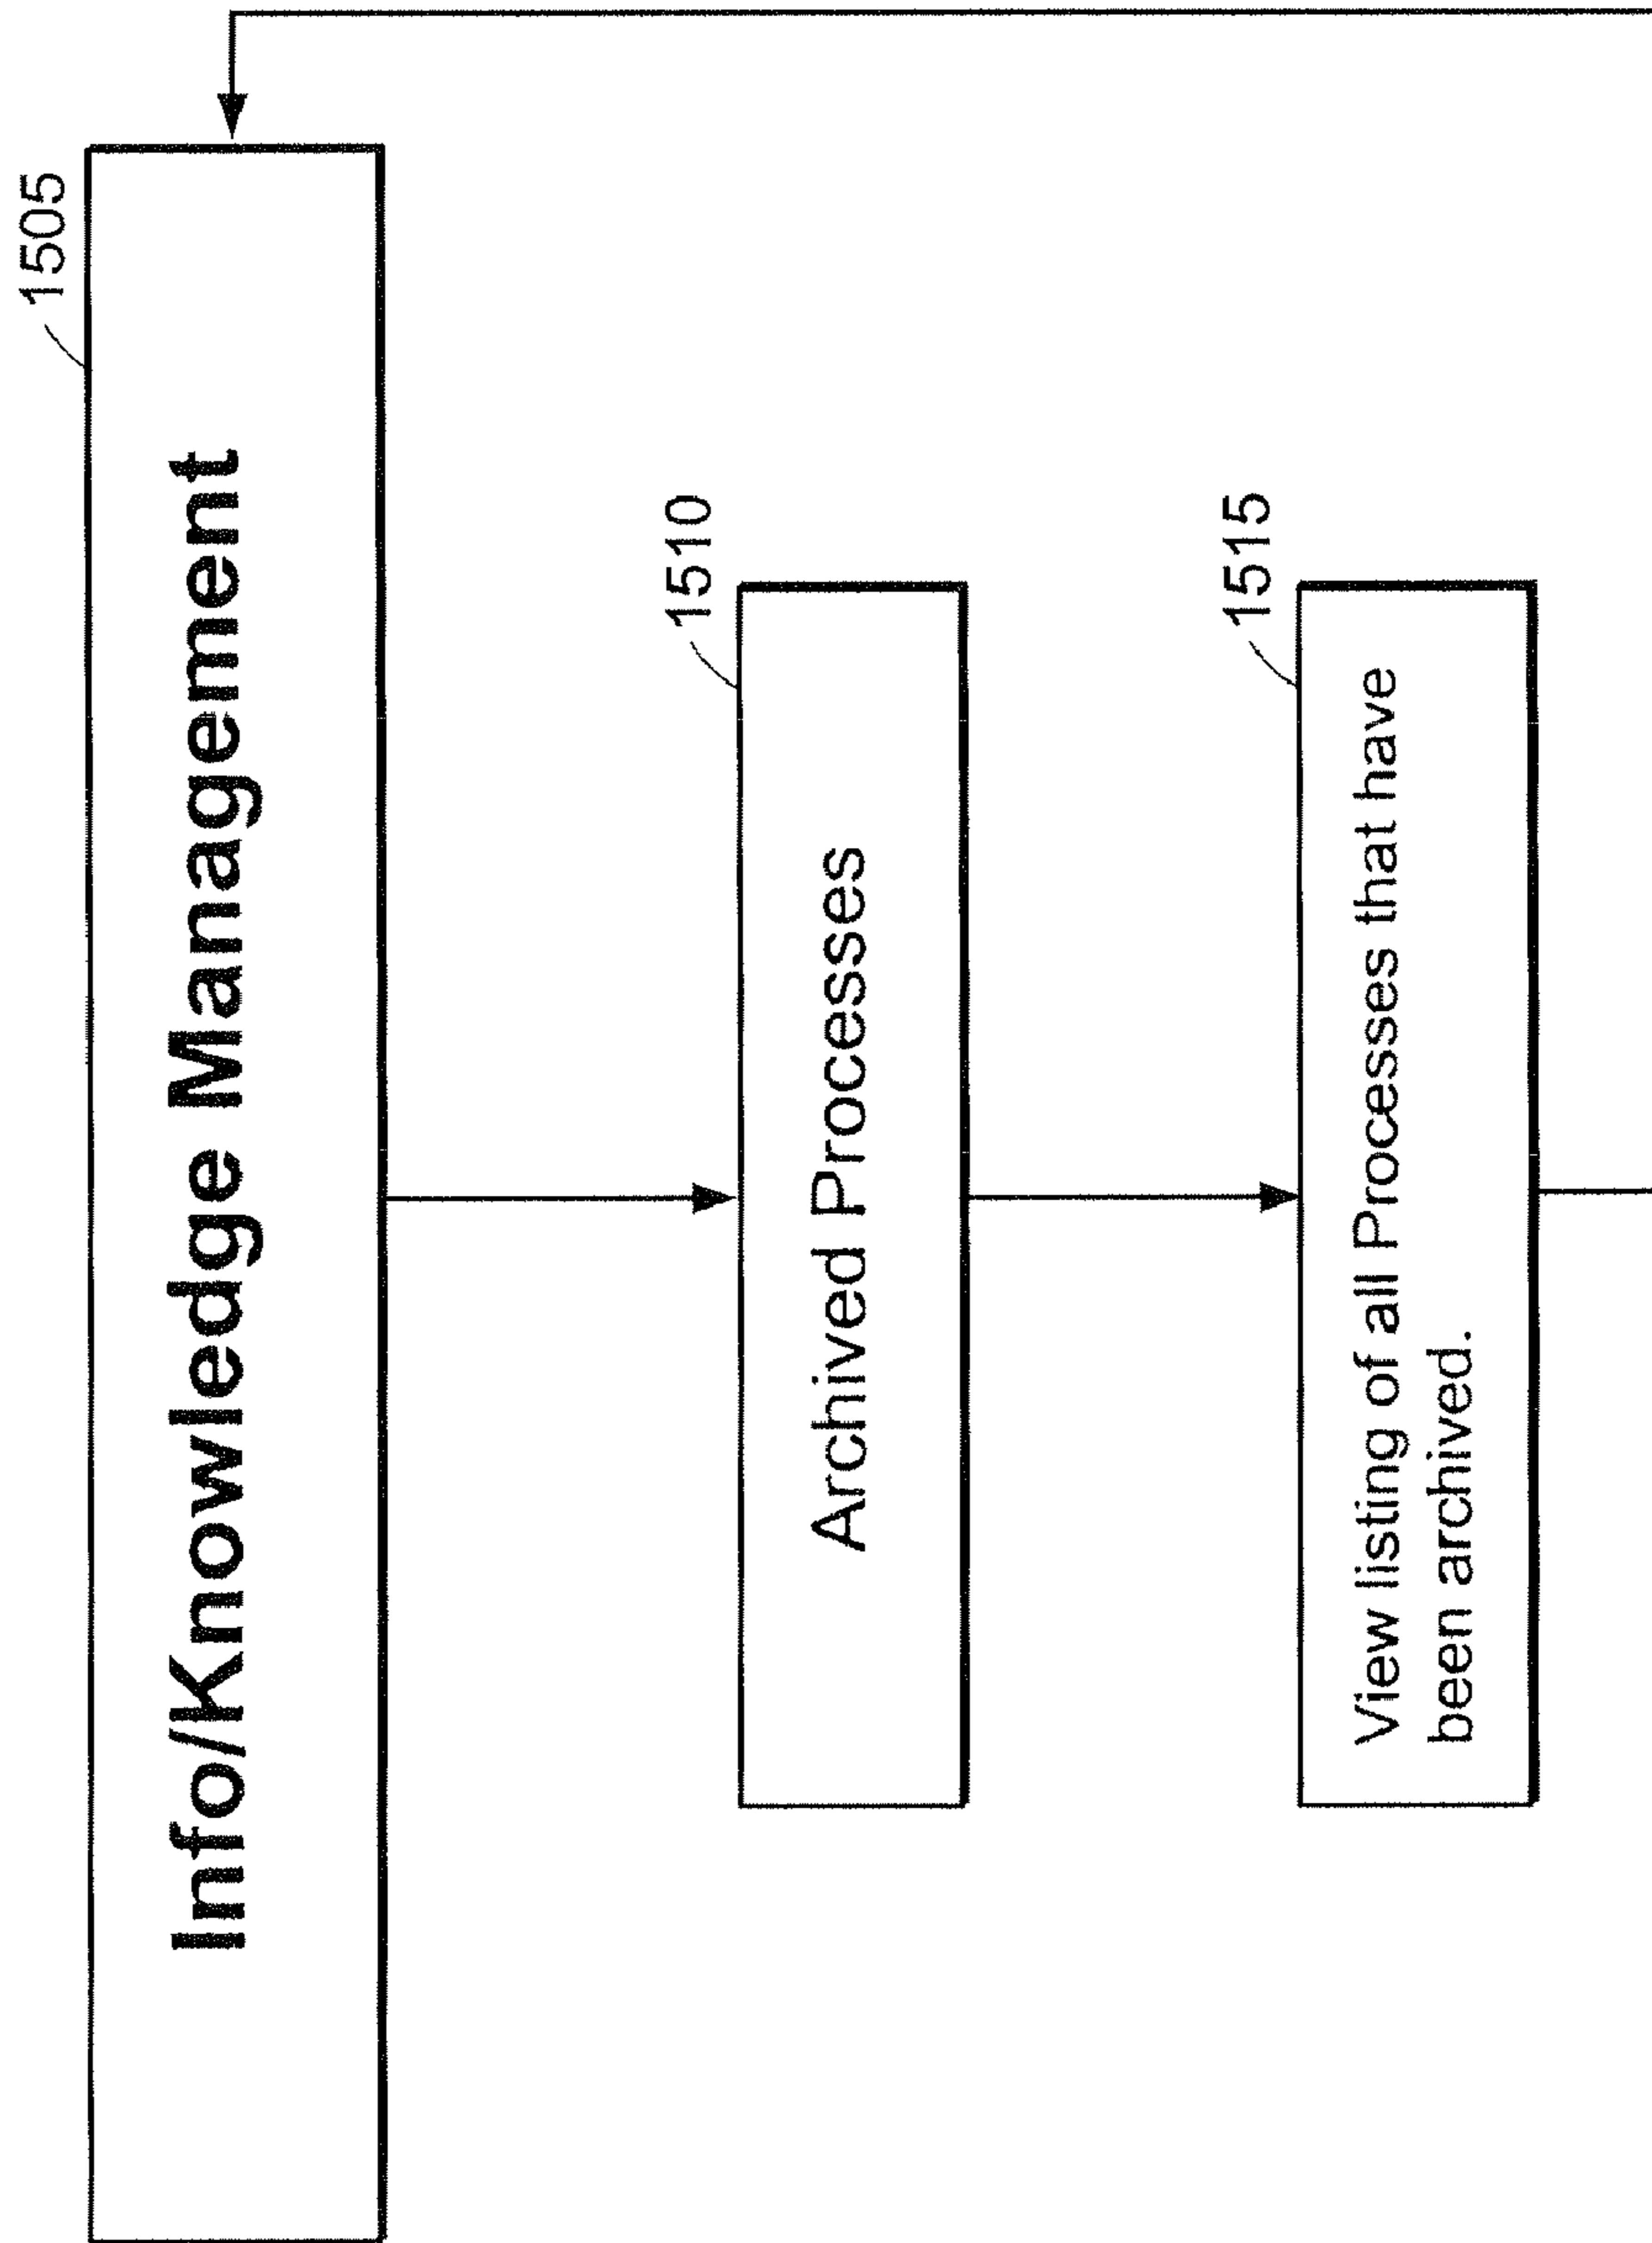 1505
Info/Knowledge Management
1510
Archived Processes
1515
View listing of all Processes that have
been archived.